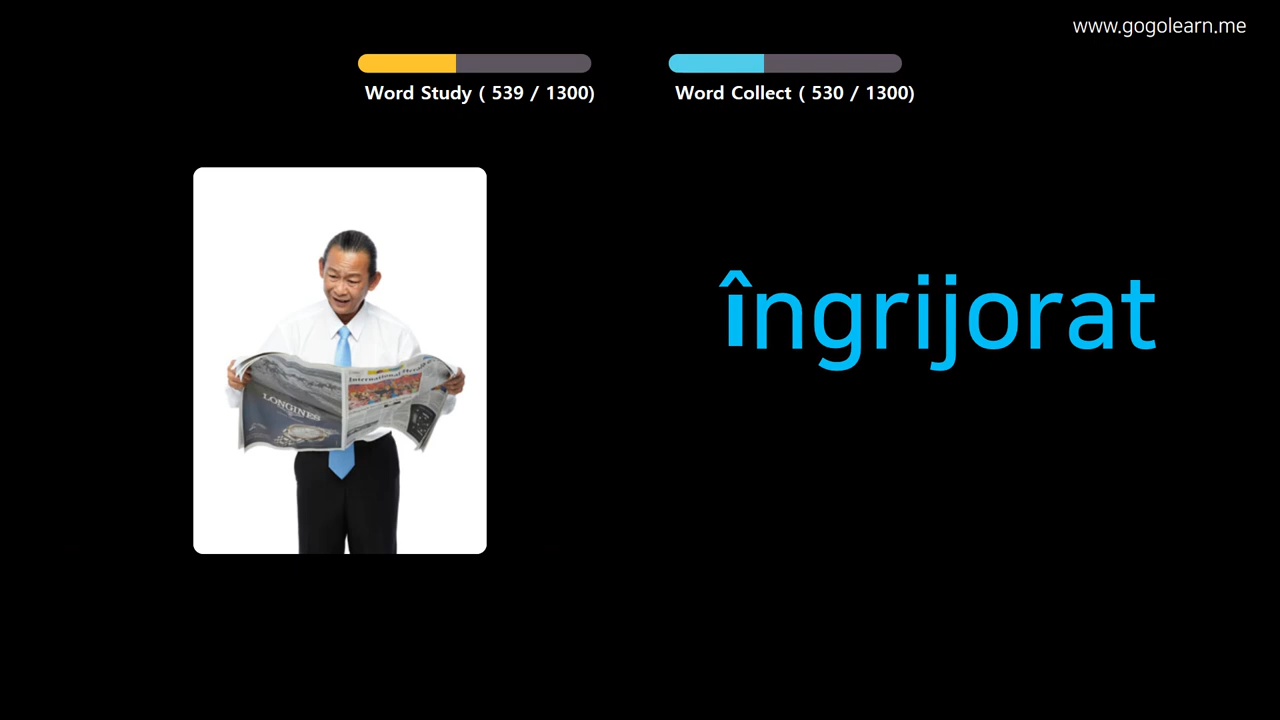 www.gogolearn.me
Word Study ( 539 / 1300)
Word Collect ( 530 / 1300)
îngrijorat
International Herald
LONGINES